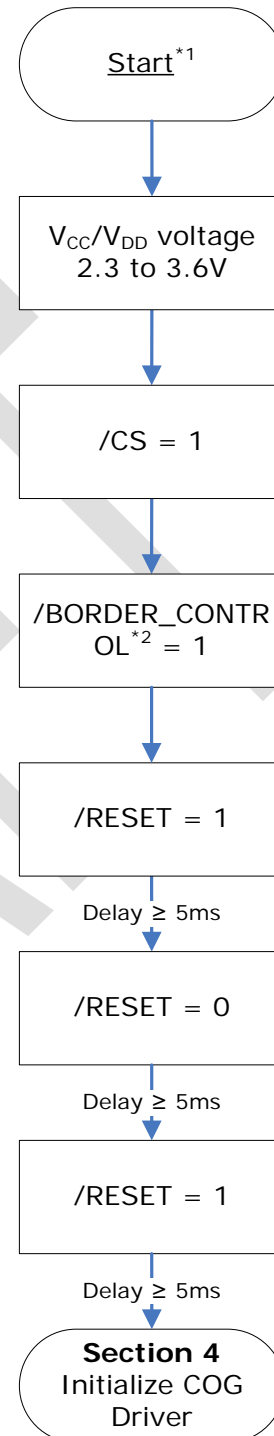 Start*1
VCC/VDD voltage
2.3 to 3.6V
/CS = 1
/BORDER_CONTR
OL*2 = 1
/RESET = 1
Delay ≥ 5ms
/RESET = 0
Delay ≥ 5ms
/RESET = 1
Delay ≥ 5ms
Section 4
Initialize COG
Driver